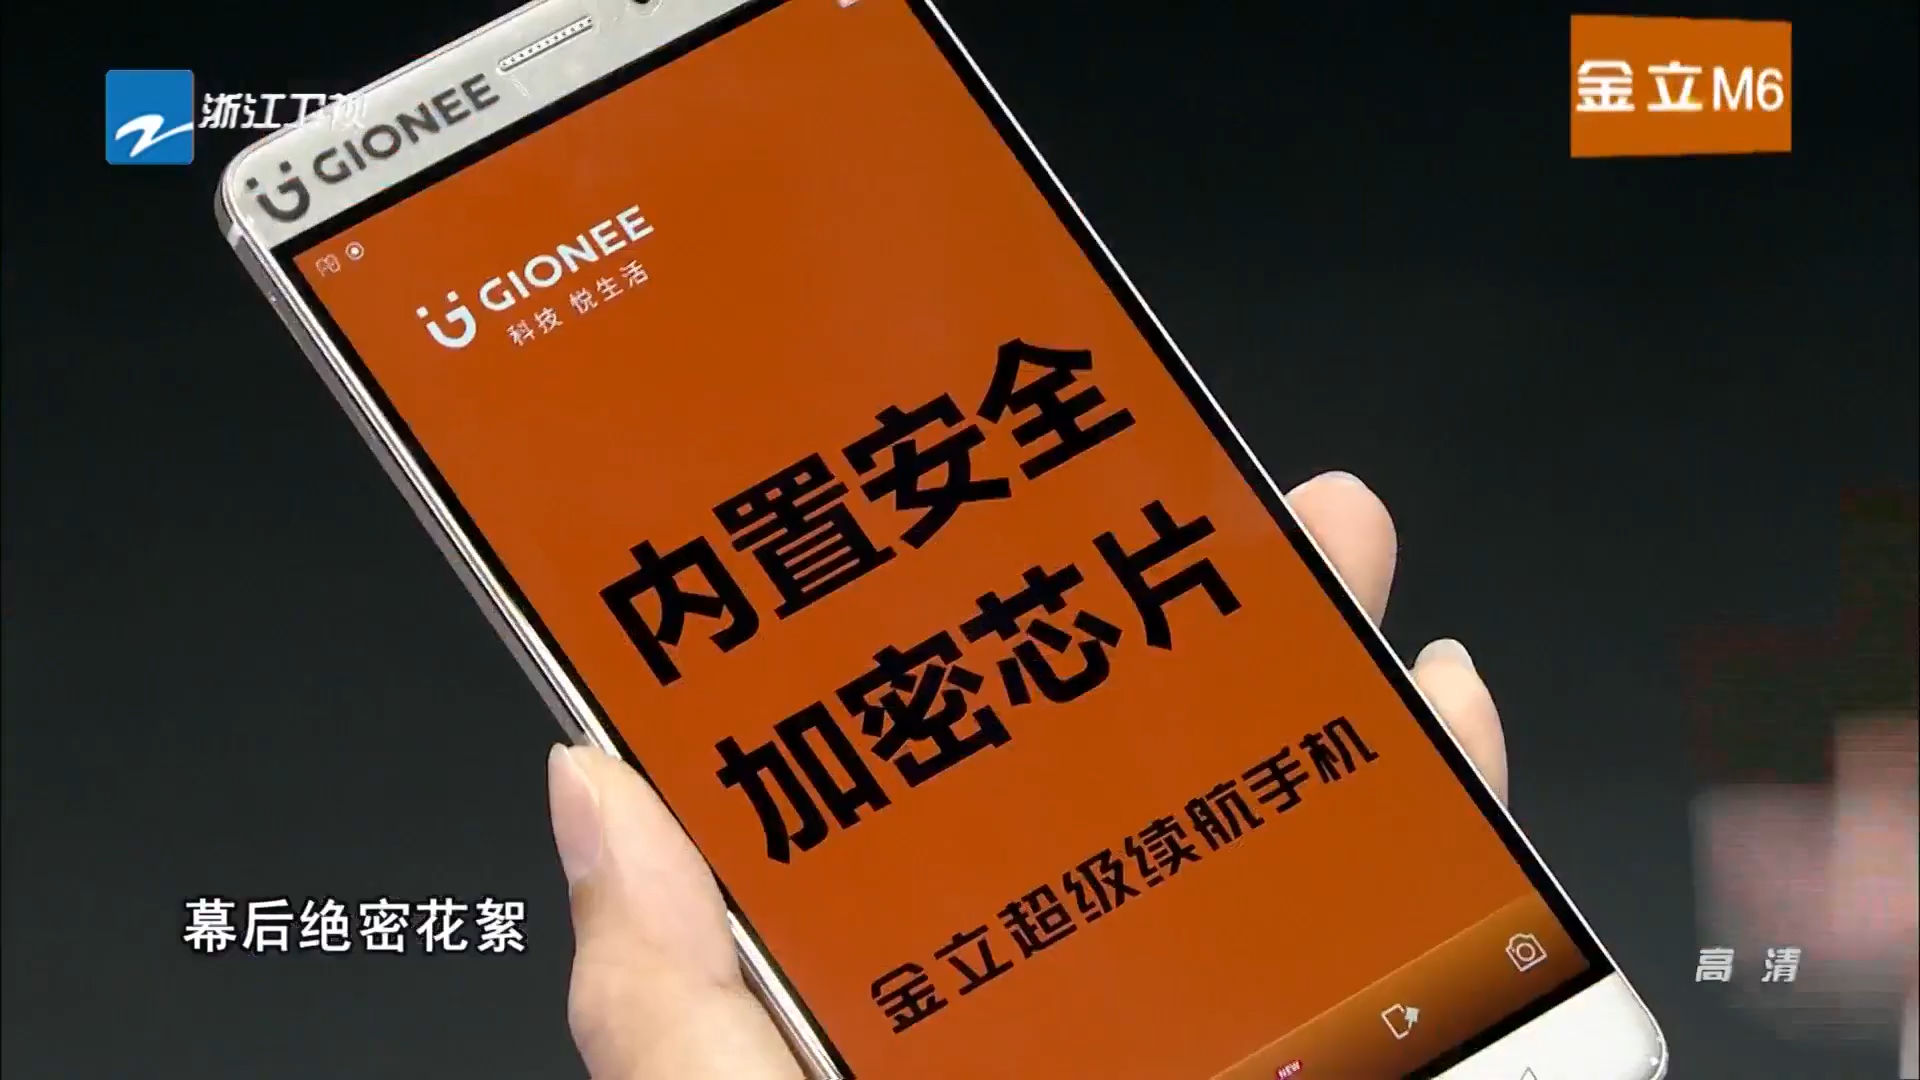 浙江卫视
金立M6
GIONEE
GIONEE
科技 悦生活
内置安全
加密芯片
金立超级续航手机
幕后绝密花絮
高 清
NEW